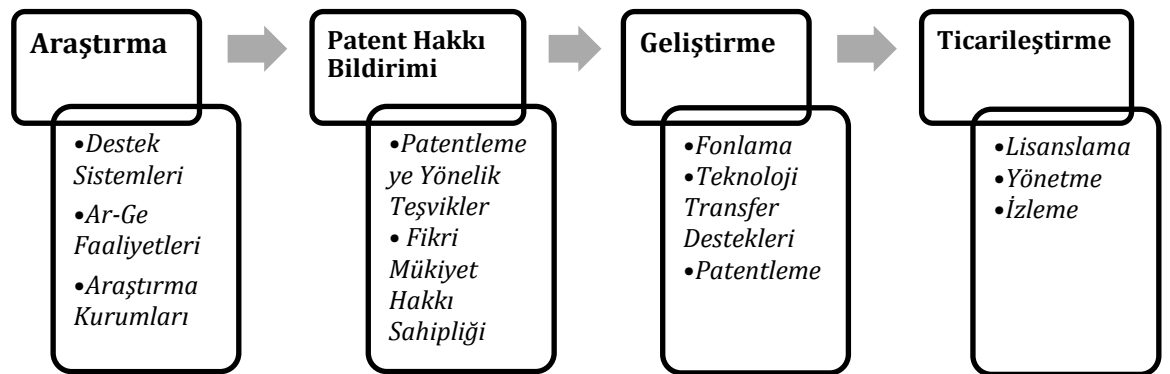 Araştırma
•Destek
Sistemleri
•Ar-Ge
Faaliyetleri
•Araştırma
Kurumları
Patent Hakkı
Bildirimi
•Patentleme
ye Yönelik
Teşvikler
• Fikri
Mükiyet
Hakkı
Sahipliği
Geliştirme
•Fonlama
•Teknoloji
Transfer
Destekleri
•Patentleme
Ticarileştirme
•Lisanslama
•Yönetme
•İzleme